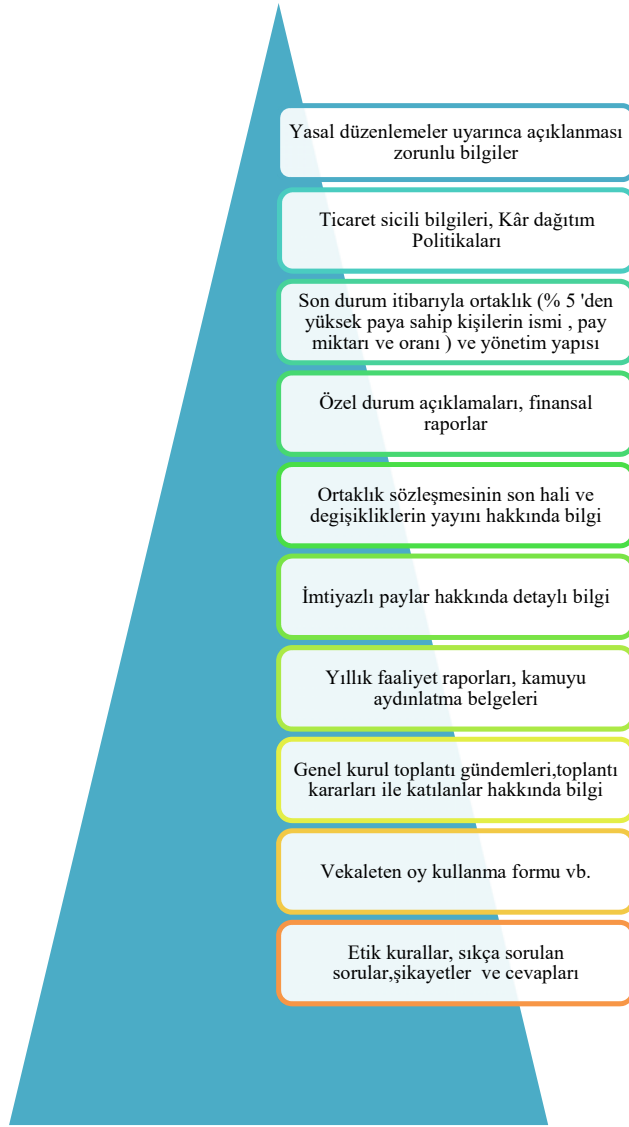 Yasal düzenlemeler uyarınca açıklanması
zorunlu bilgiler
Ticaret sicili bilgileri, Kâr dağıtım
Politikaları
Son durum itibarıyla ortaklık (% 5 'den
yüksek paya sahip kişilerin ismi , pay
miktarı ve oranı ) ve yönetim yapısı
Özel durum açıklamaları, finansal
raporlar
Ortaklık sözleşmesinin son hali ve
degişikliklerin yayını hakkında bilgi
İmtiyazlı paylar hakkında detaylı bilgi
Yıllık faaliyet raporları, kamuyu
aydınlatma belgeleri
Genel kurul toplantı gündemleri,toplantı
kararları ile katılanlar hakkında bilgi
Vekaleten oy kullanma formu vb.
Etik kurallar, sıkça sorulan
sorular,şikayetler  ve cevapları